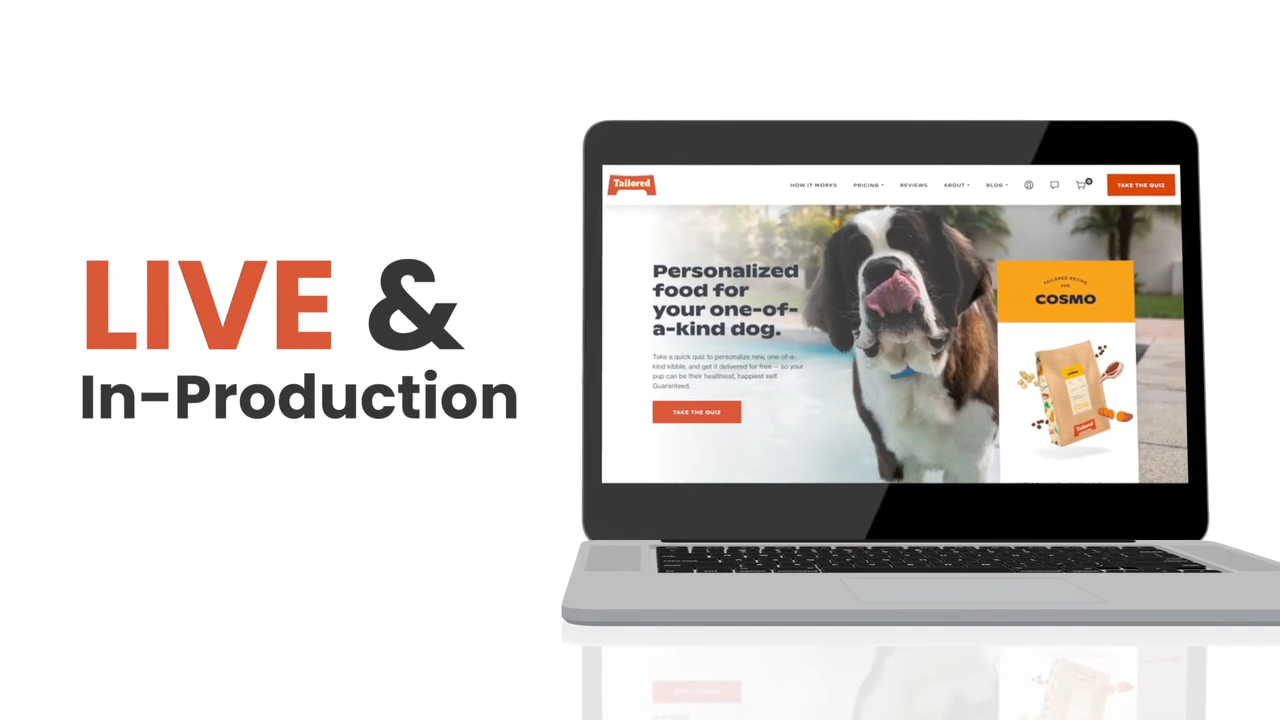 LIVE &
In-Production
Tailored
HOW IT WORKS
PRICING
REVIEWS
ABOUT
BLOG
0
TAKE THE QUIZ
Personalized
food for
your one-of-
a-kind dog.
Take a quick quiz to personalize new, one-of-a-
kind kibble, and get it delivered for free — so your
pup can be their healthiest, happiest self.
Guaranteed.
TAKE THE QUIZ
TAILORED RECIPE
FOR
COSMO
Tailored